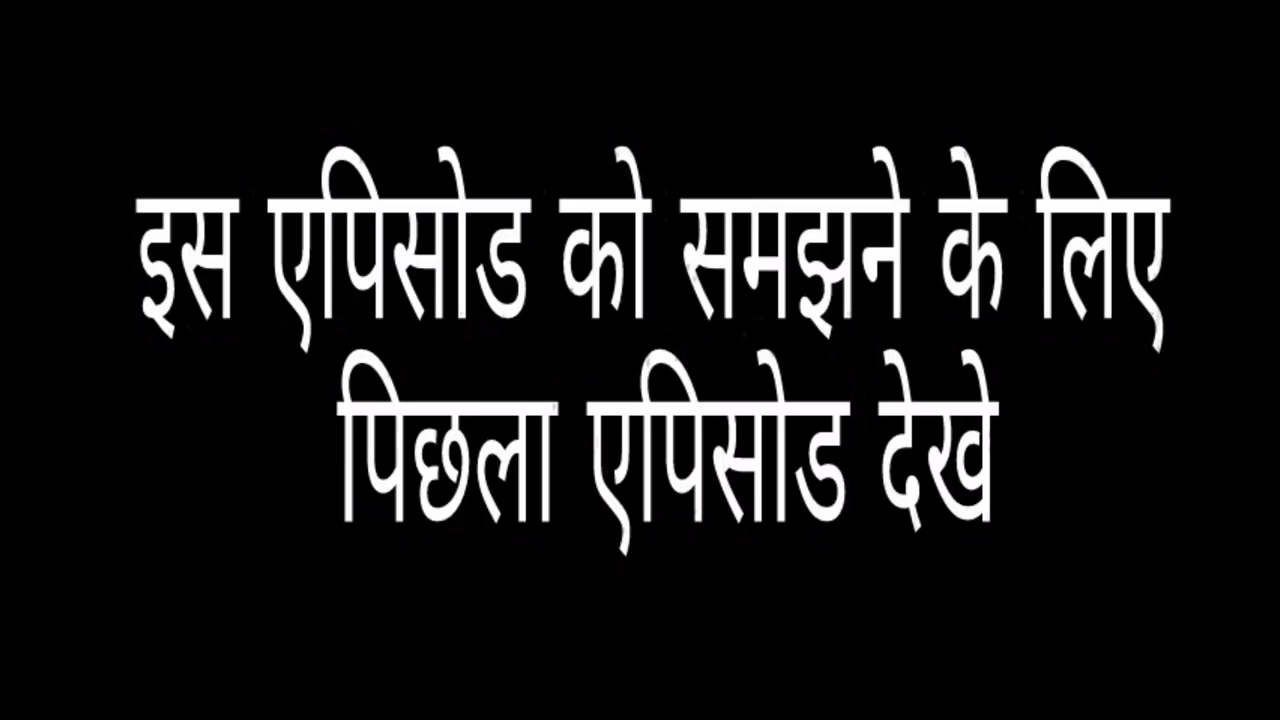 इस एपिसोड को समझने के लिए
पिछला एपिसोड देखे